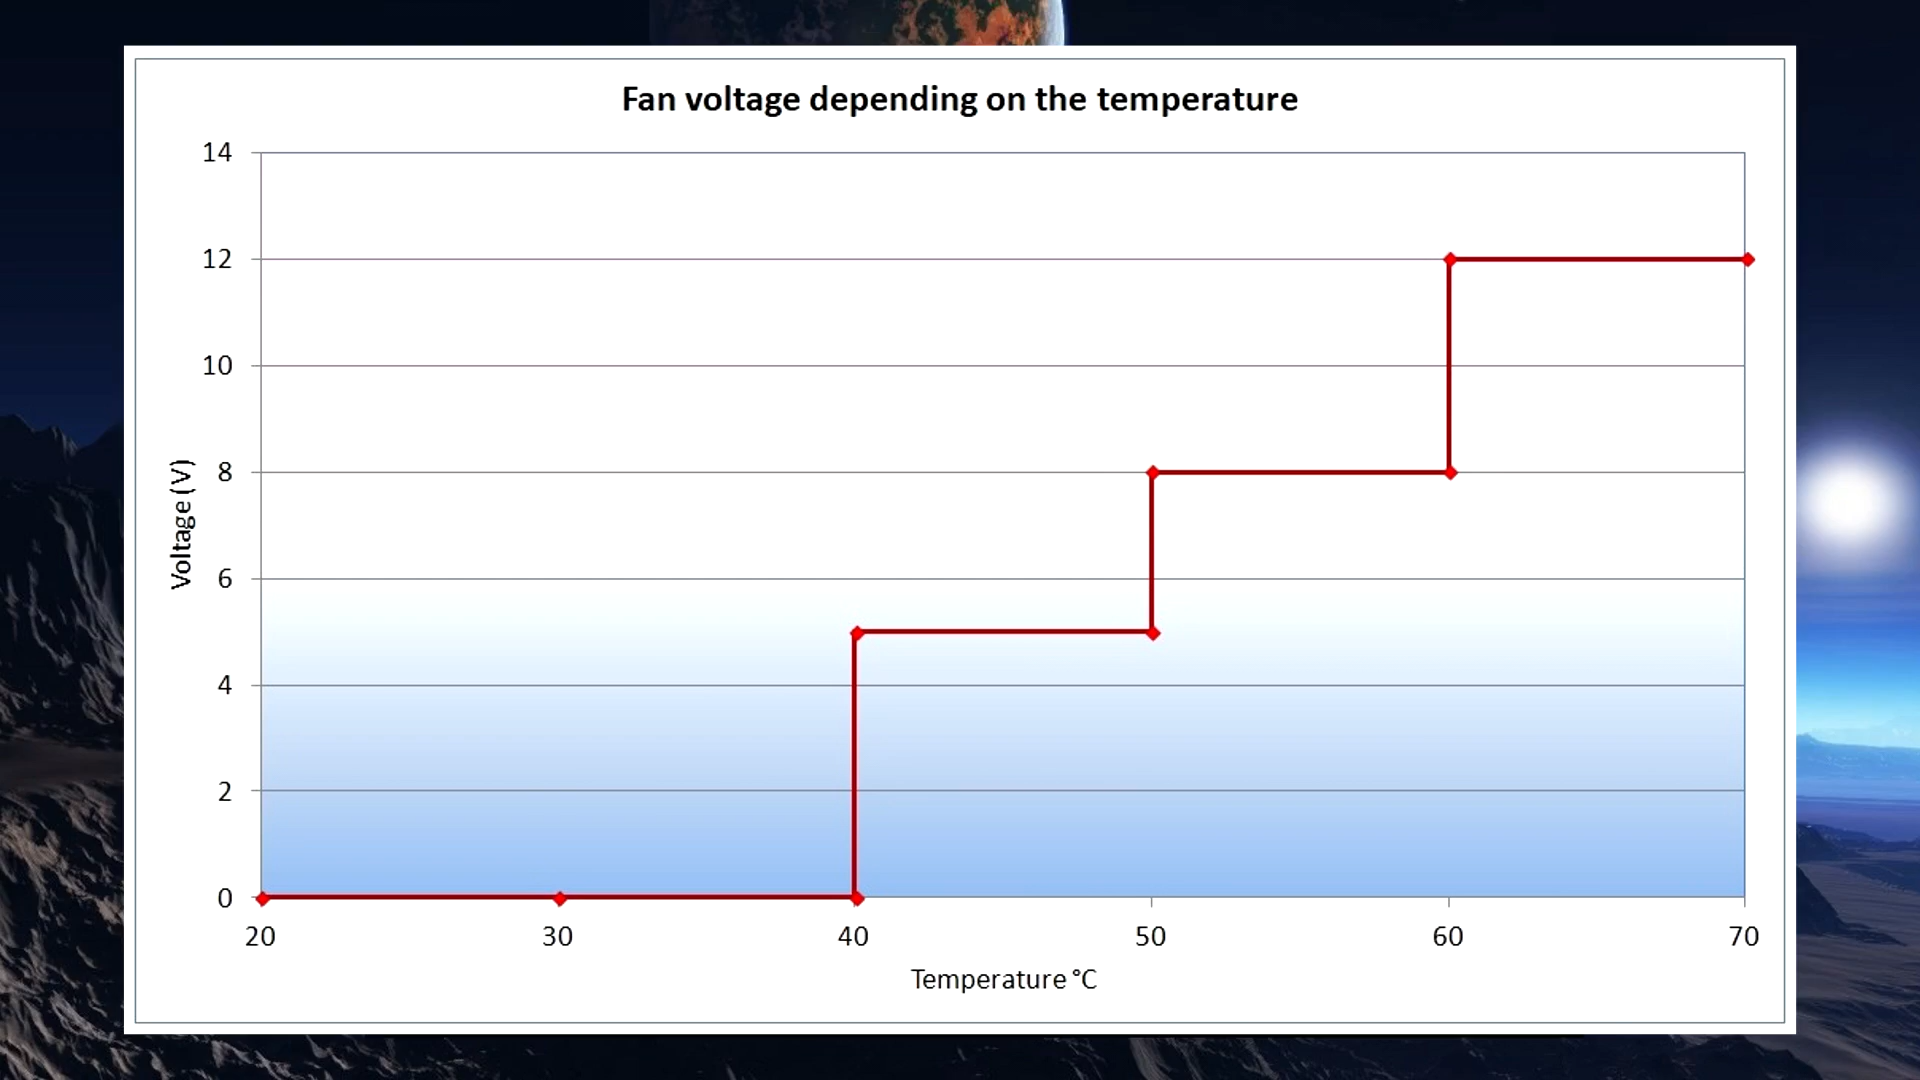 Fan voltage depending on the temperature
14
12
10
8
6
4
2
0
Voltage (V)
20 30 40 50 60 70
Temperature °C